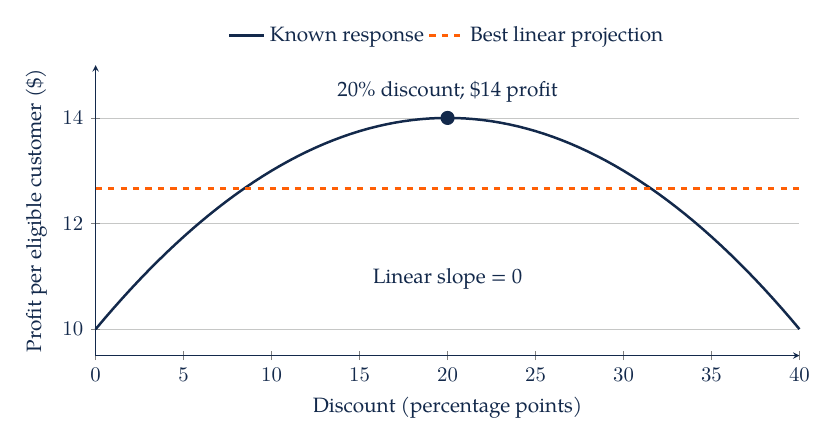 Known response
Best linear projection
20% discount; $14 profit
Linear slope = 0
Profit per eligible customer ($)
14
12
10
0 5 10 15 20 25 30 35 40
Discount (percentage points)